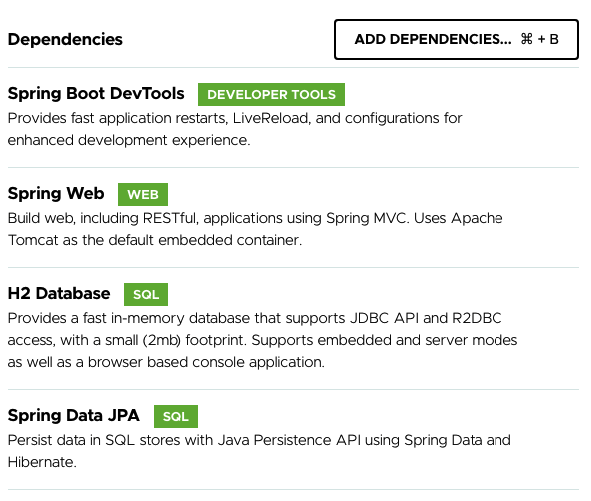 Dependencies
ADD DEPENDENCIES... ⌘ + B
Spring Boot DevTools DEVELOPER TOOLS
Provides fast application restarts, LiveReload, and configurations for
enhanced development experience.
Spring Web WEB
Build web, including RESTful, applications using Spring MVC. Uses Apache
Tomcat as the default embedded container.
H2 Database SQL
Provides a fast in-memory database that supports JDBC API and R2DBC
access, with a small (2mb) footprint. Supports embedded and server modes
as well as a browser based console application.
Spring Data JPA SQL
Persist data in SQL stores with Java Persistence API using Spring Data and
Hibernate.